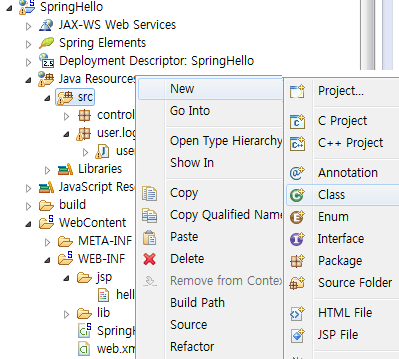 SpringHello
JAX-WS Web Services
Spring Elements
Deployment Descriptor: SpringHello
Java Resources
src
control
user.log
user
Libraries
JavaScript Res
build
WebContent
META-INF
WEB-INF
jsp
hell
lib
SpringH
web.xm
New
Go Into
Open Type Hierarchy
Show In
Copy
Copy Qualified Name
Paste
Delete
Remove from Contex
Build Path
Source
Refactor
Project...
C Project
C++ Project
Annotation
Class
Enum
Interface
Package
Source Folder
HTML File
JSP File